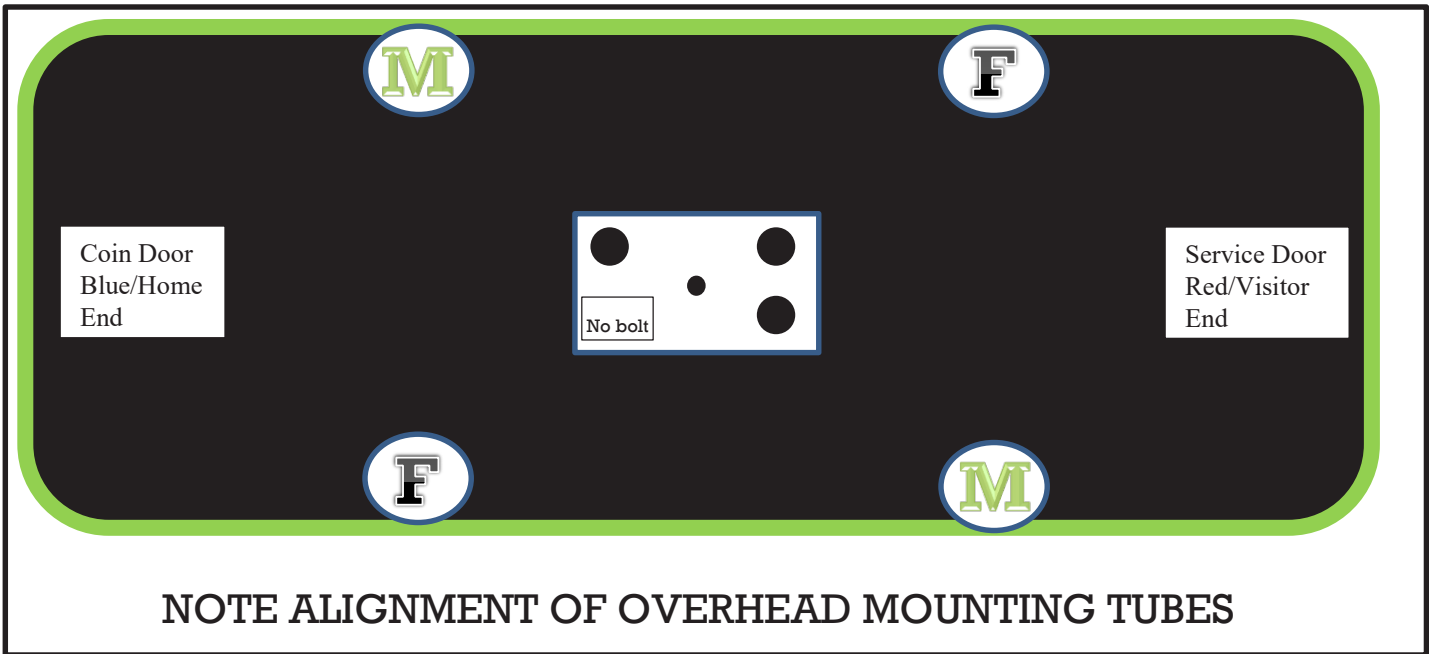 M
F
Coin Door
Blue/Home
End
No bolt
Service Door
Red/Visitor
End
F
M
NOTE ALIGNMENT OF OVERHEAD MOUNTING TUBES